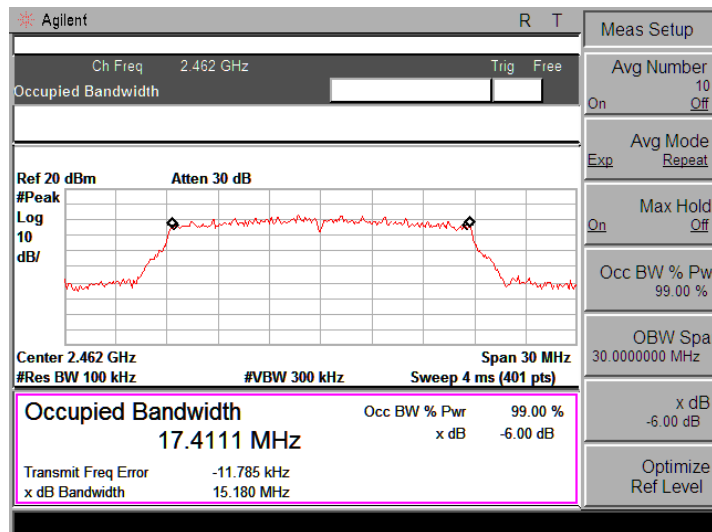 Agilent R T
Ch Freq 2.462 GHz Trig Free
Occupied Bandwidth
Ref 20 dBm Atten 30 dB
#Peak
Log
10
dB/
Center 2.462 GHz Span 30 MHz
#Res BW 100 kHz #VBW 300 kHz Sweep 4 ms (401 pts)
Occupied Bandwidth Occ BW % Pwr 99.00 %
17.4111 MHz x dB -6.00 dB
Transmit Freq Error -11.785 kHz
x dB Bandwidth 15.180 MHz
Meas Setup
Avg Number
10
On Off
Avg Mode
Exp Repeat
Max Hold
On Off
Occ BW % Pw
99.00 %
OBW Spa
30.0000000 MHz
x dB
-6.00 dB
Optimize
Ref Level